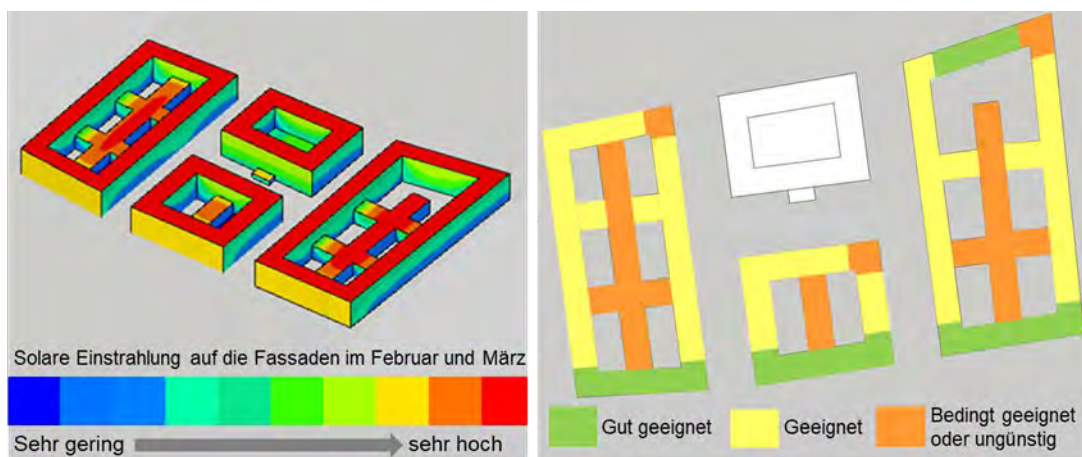 Solare Einstrahlung auf die Fassaden im Februar und März
Sehr gering
sehr hoch
Gut geeignet
Geeignet
Bedingt geeignet
oder ungünstig